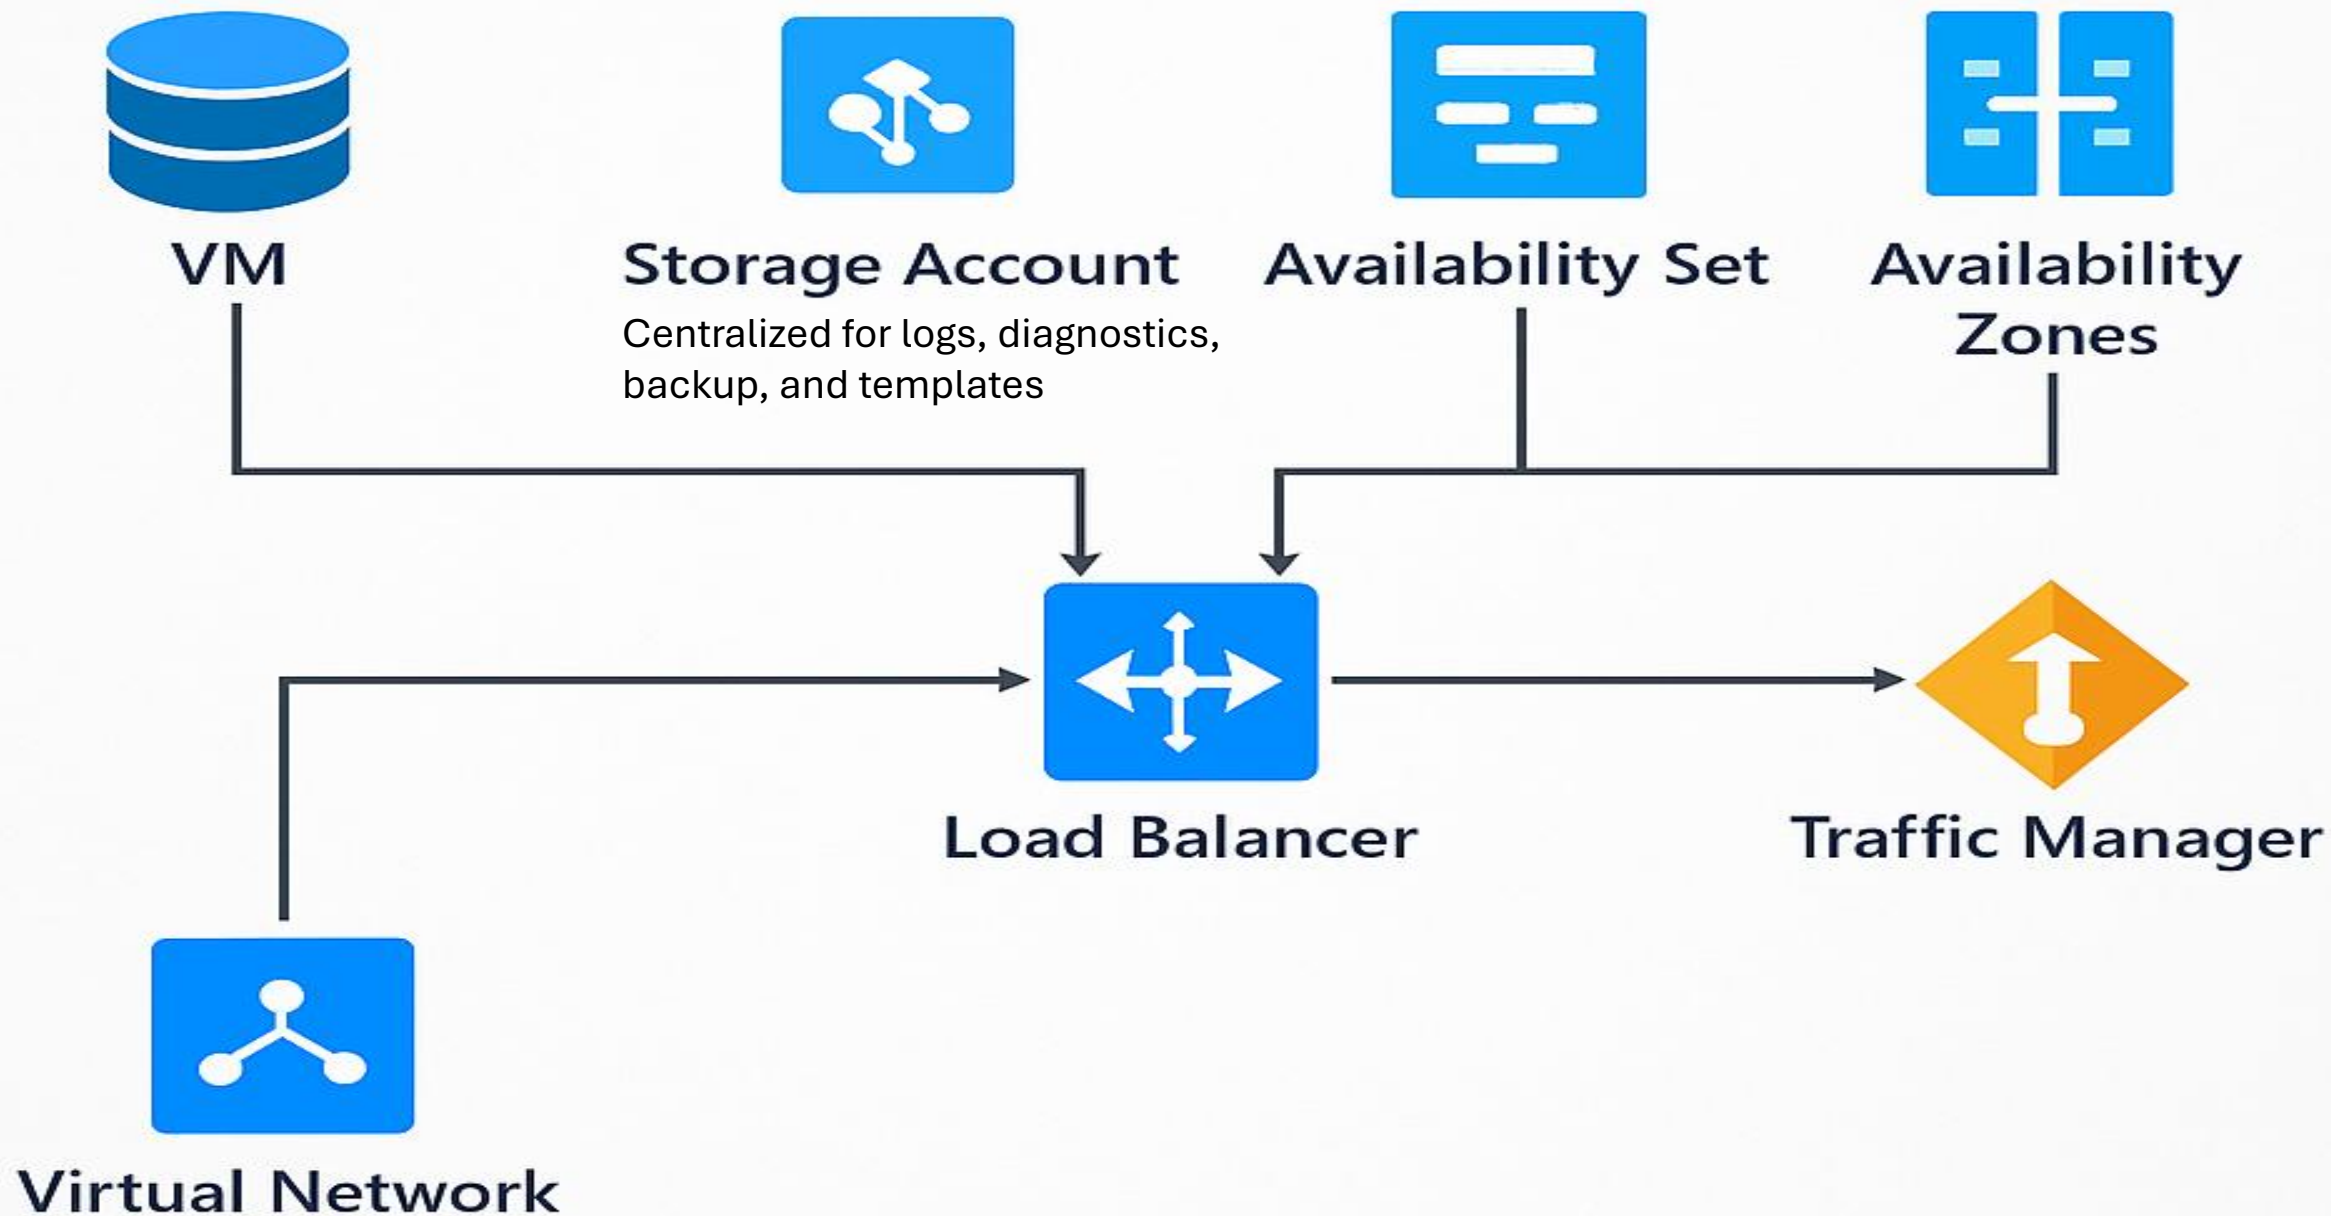 VM
Storage Account
Centralized for logs, diagnostics,
backup, and templates
Availability Set
Availability
Zones
Load Balancer
Traffic Manager
Virtual Network